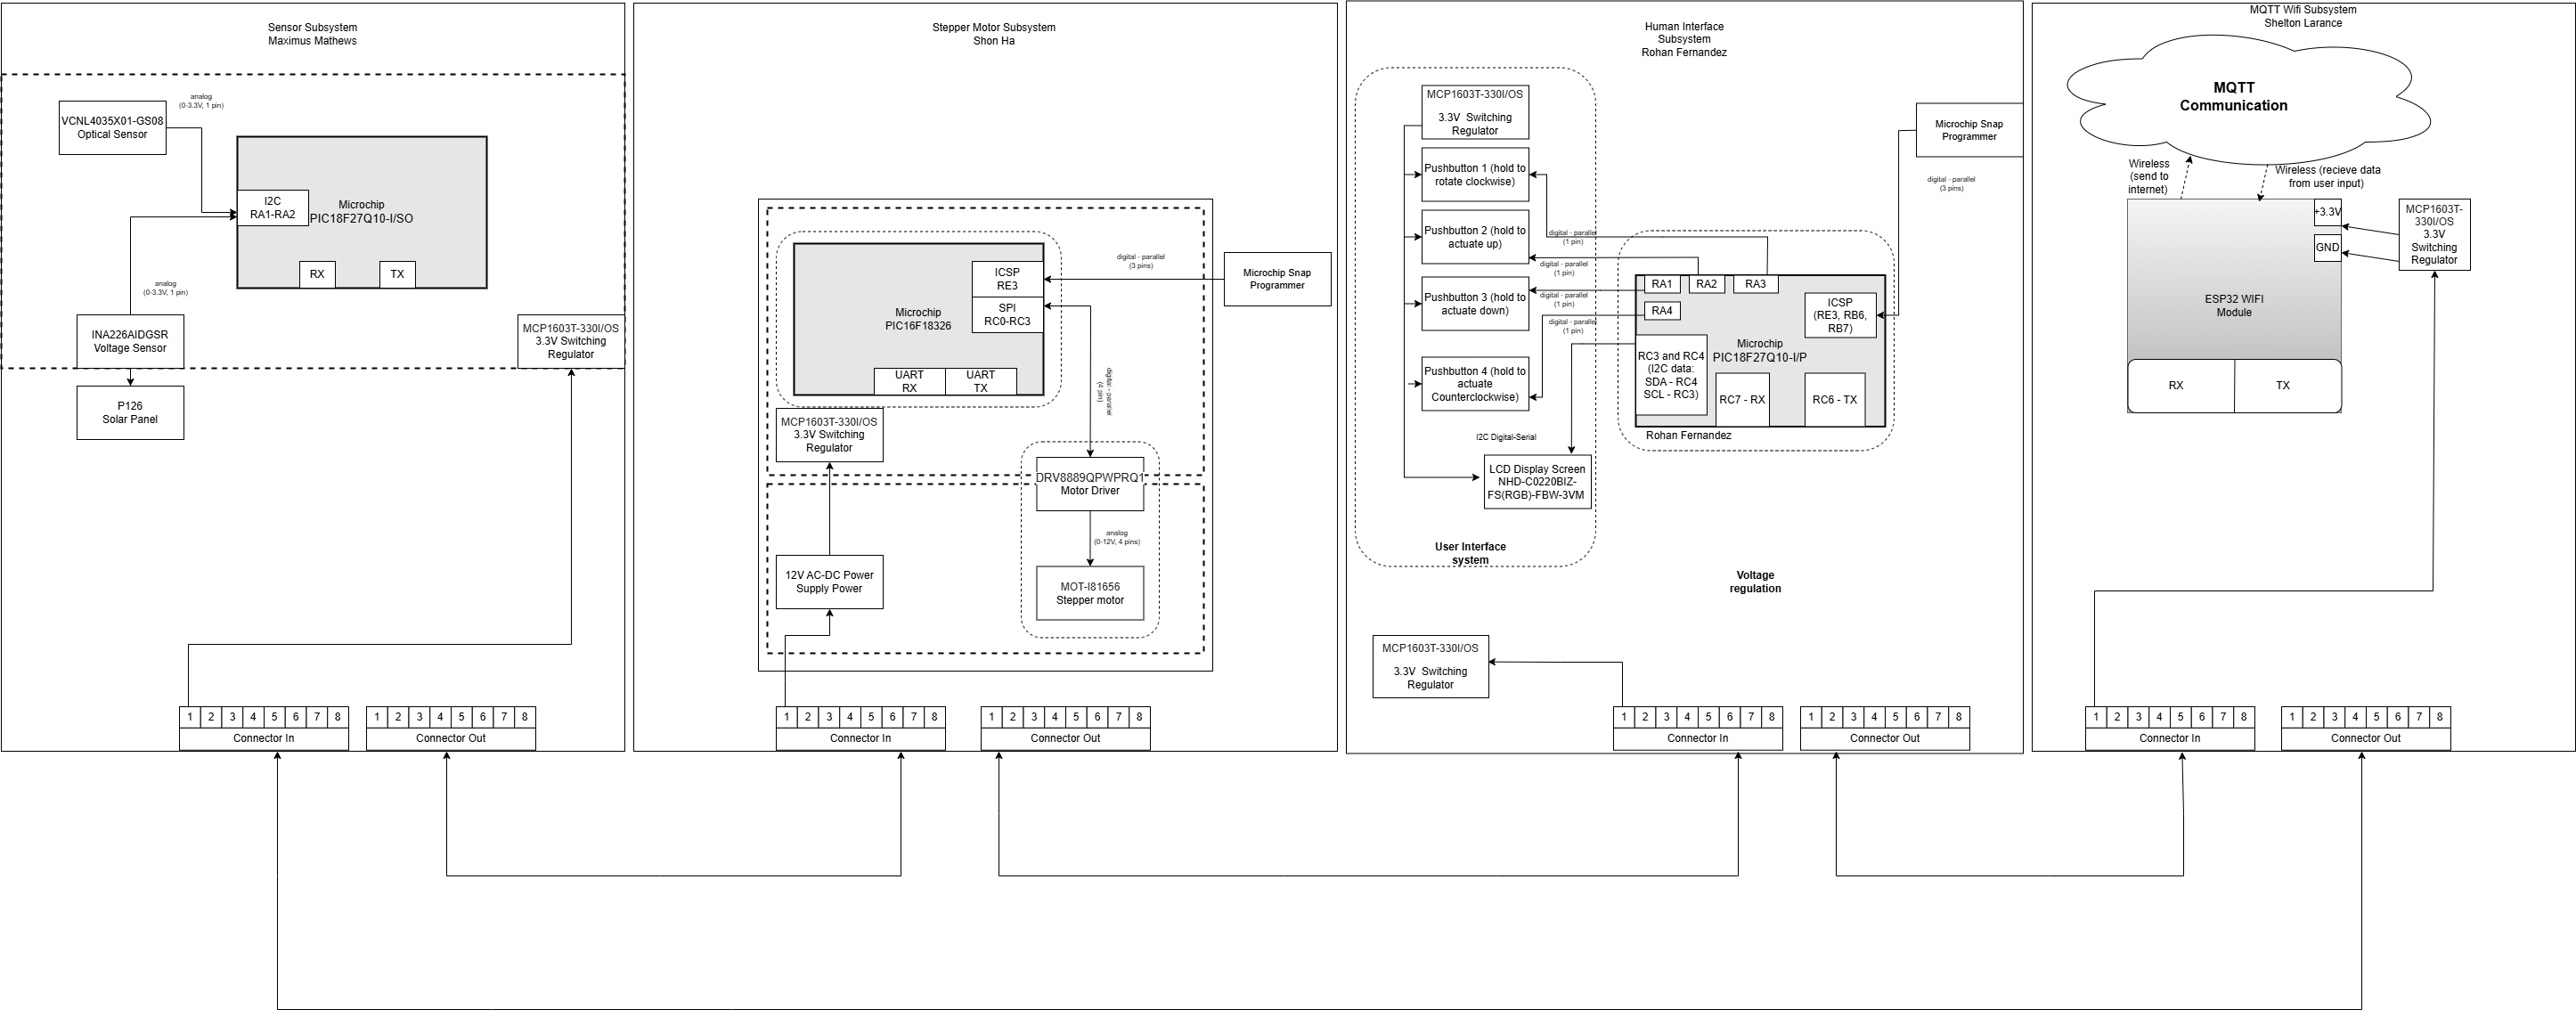 Sensor Subsystem
Maximus Mathews
analog
(0-3.3V, 1 pin)
VCNL4035X01-GS08
Optical Sensor
I2C
RA1-RA2
Microchip
PIC18F27Q10-I/SO
RX
TX
analog
(0-3.3V, 1 pin)
INA226AIDGSR
Voltage Sensor
MCP1603T-330I/OS
3.3V Switching
Regulator
P126
Solar Panel
1 2 3 4 5 6 7 8
Connector In
1 2 3 4 5 6 7 8
Connector Out
Stepper Motor Subsystem
Shon Ha
Microchip
PIC16F18326
ICSP
RE3
SPI
RC0-RC3
UART
RX
UART
TX
digital - parallel
(3 pins)
Microchip Snap
Programmer
MCP1603T-330I/OS
3.3V Switching
Regulator
digital - parallel
(4 pin)
DRV8889QPWPRQ1
Motor Driver
analog
(0-12V, 4 pins)
12V AC-DC Power
Supply Power
MOT-I81656
Stepper motor
1 2 3 4 5 6 7 8
Connector In
1 2 3 4 5 6 7 8
Connector Out
Human Interface
Subsystem
Rohan Fernandez
MCP1603T-330I/OS
3.3V Switching
Regulator
Pushbutton 1 (hold to
rotate clockwise)
Pushbutton 2 (hold to
actuate up)
Pushbutton 3 (hold to
actuate down)
Pushbutton 4 (hold to
actuate
Counterclockwise)
digital - parallel
(1 pin)
digital - parallel
(1 pin)
digital - parallel
(1 pin)
digital - parallel
(1 pin)
Microchip Snap
Programmer
digital - parallel
(3 pins)
RA1
RA2
RA3
RA4
ICSP
(RE3, RB6,
RB7)
Microchip
PIC18F27Q10-I/P
RC3 and RC4
(I2C data:
SDA - RC4
SCL - RC3)
RC7 - RX
RC6 - TX
Rohan Fernandez
I2C Digital-Serial
LCD Display Screen
NHD-C0220BIZ-
FS(RGB)-FBW-3VM
User Interface
system
Voltage
regulation
MCP1603T-330I/OS
3.3V Switching
Regulator
1 2 3 4 5 6 7 8
Connector In
1 2 3 4 5 6 7 8
Connector Out
MQTT Wifi Subsystem
Shelton Larance
MQTT
Communication
Wireless
(send to
internet)
Wireless (recieve data
from user input)
+3.3V
GND
MCP1603T-
330I/OS
3.3V
Switching
Regulator
ESP32 WIFI
Module
RX
TX
1 2 3 4 5 6 7 8
Connector In
1 2 3 4 5 6 7 8
Connector Out